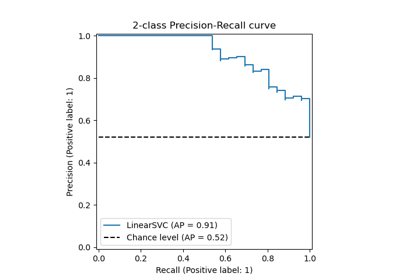 2-class Precision-Recall curve
1.0
0.8
0.6
0.4
0.2
0.0
Precision (Positive label: 1)
LinearSVC (AP = 0.91)
Chance level (AP = 0.52)
0.0 0.2 0.4 0.6 0.8 1.0
Recall (Positive label: 1)